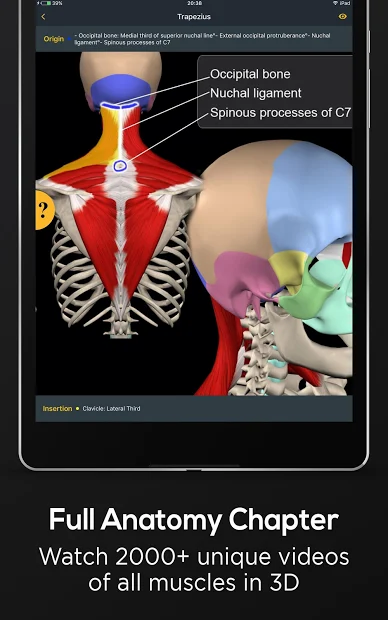 39%
20:38
iPad
Trapezius
Origin
- Occipital bone: Medial third of superior nuchal line°- External occipital protruberance°- Nuchal
ligament°- Spinous processes of C7
Occipital bone
Nuchal ligament
Spinous processes of C7
?
Insertion
Clavicle: Lateral Third
Full Anatomy Chapter
Watch 2000+ unique videos
of all muscles in 3D